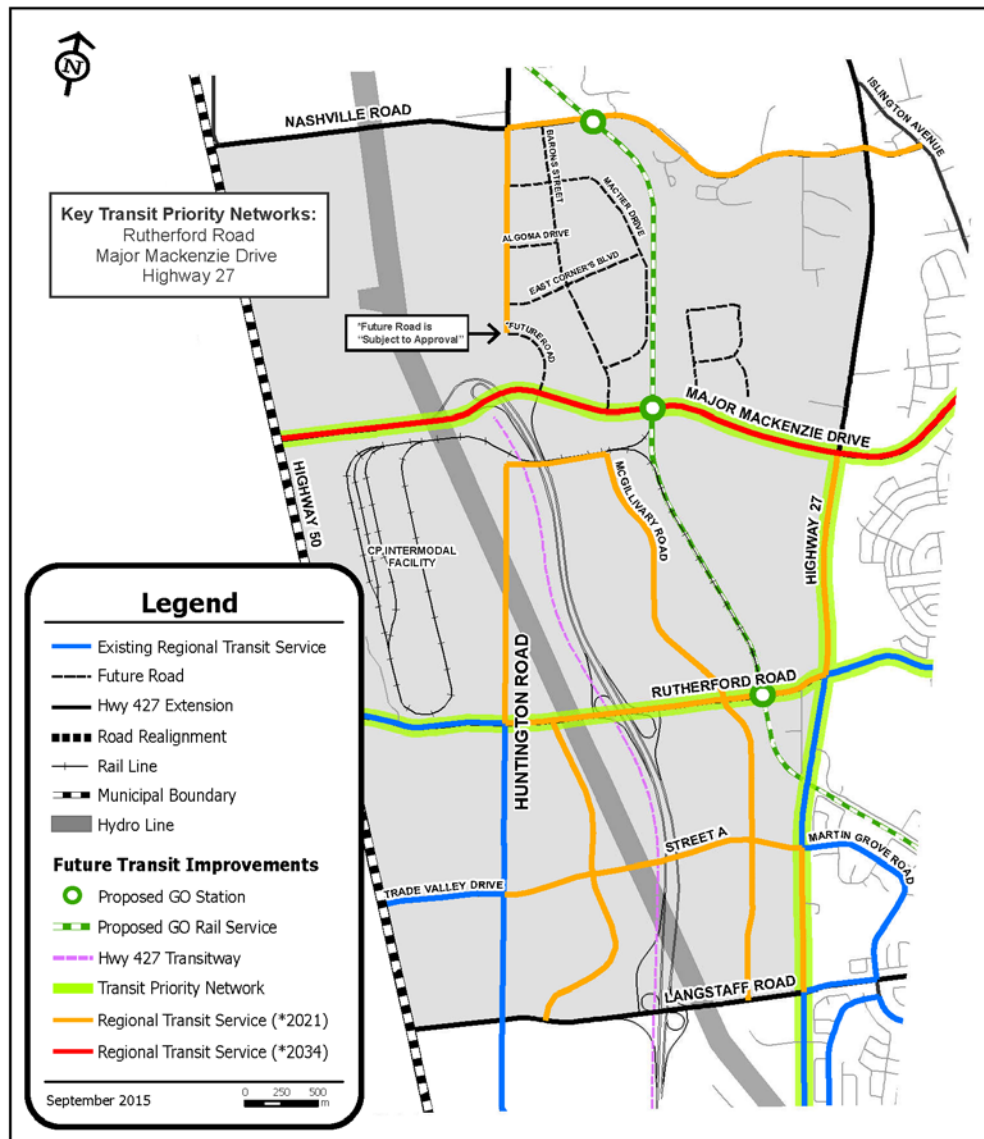 N
NASHVILLE ROAD
ISLINGTON AVENUE
BARONS STREET
MACTIER DRIVE
Key Transit Priority Networks:
Rutherford Road
Major Mackenzie Drive
Highway 27
ALGOMA DRIVE
EAST CORNER'S BLVD
"Future Road is
"Subject to Approval"
"FUTURE ROAD
MAJOR MACKENZIE DRIVE
HIGHWAY 50
MCGILLIVARY ROAD
HIGHWAY 27
CP INTERMODAL
FACILITY
HUNTINGTON ROAD
RUTHERFORD ROAD
STREET A
MARTIN GROVE ROAD
TRADE VALLEY DRIVE
LANGSTAFF ROAD
Legend
Existing Regional Transit Service
Future Road
Hwy 427 Extension
Road Realignment
Rail Line
Municipal Boundary
Hydro Line
Future Transit Improvements
Proposed GO Station
Proposed GO Rail Service
Hwy 427 Transitway
Transit Priority Network
Regional Transit Service (*2021)
Regional Transit Service (*2034)
September 2015
0 250 500
m